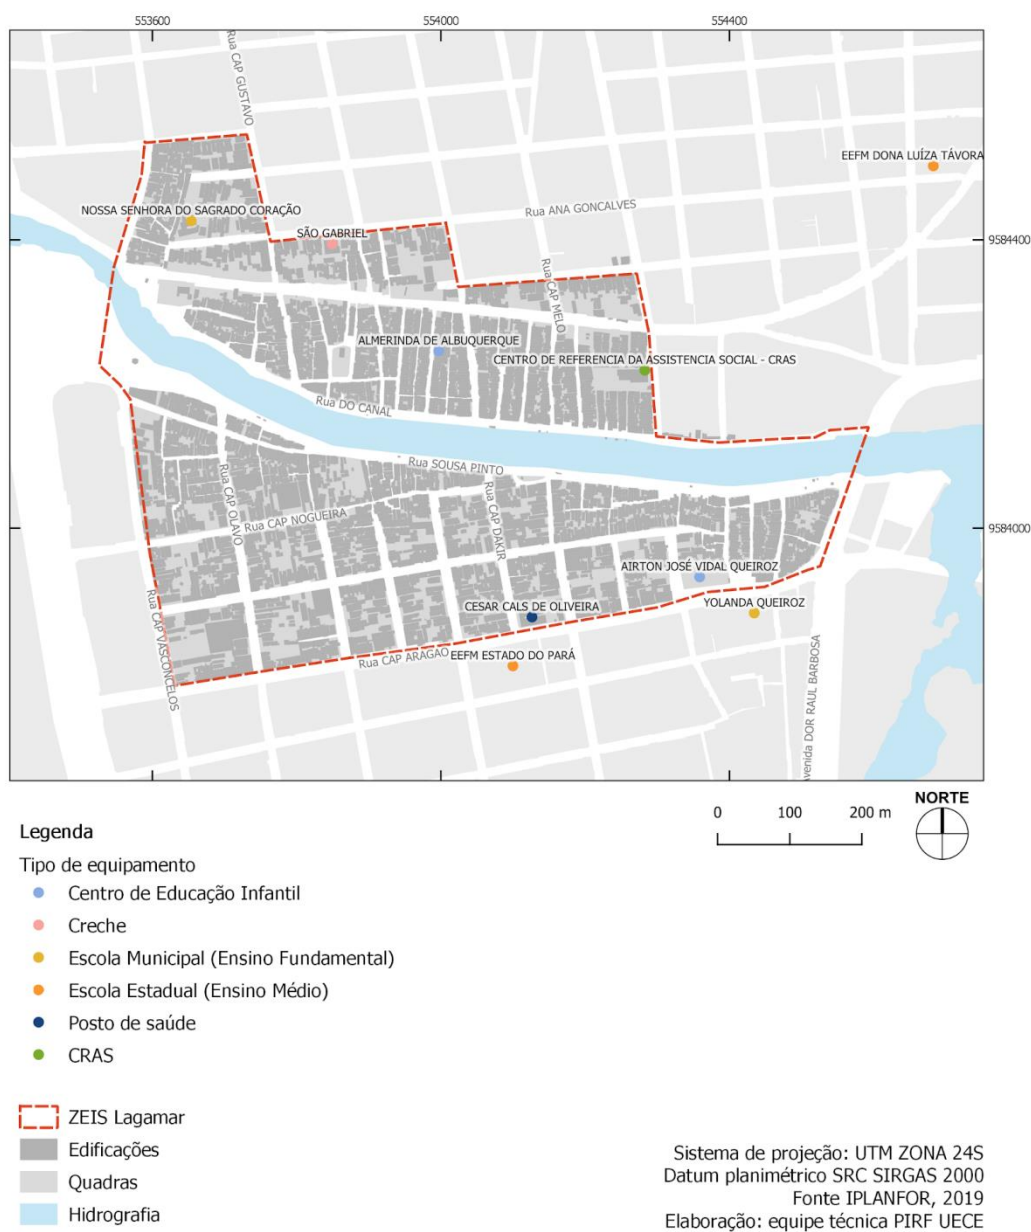 553600
554000
554400
Rua CAP GUSTAVO
EEFM DONA LUÍZA TÁVORA
NOSSA SENHORA DO SAGRADO CORAÇÃO
Rua ANA GONCALVES
SÃO GABRIEL
9584400
Rua CAP MELO
ALMERINDA DE ALBUQUERQUE
CENTRO DE REFERENCIA DA ASSISTENCIA SOCIAL - CRAS
Rua DO CANAL
Rua SOUSA PINTO
Rua CAP OLAVO
Rua CAP NOGUEIRA
Rua CAP DAKIR
9584000
AIRTON JOSÉ VIDAL QUEIROZ
Rua CAP VASCONCELOS
CESAR CALS DE OLIVEIRA
YOLANDA QUEIROZ
Rua CAP ARAGAO
EEFM ESTADO DO PARÁ
Avenida DOR RAUL BARBOSA
0 100 200 m
NORTE
Legenda
Tipo de equipamento
Centro de Educação Infantil
Creche
Escola Municipal (Ensino Fundamental)
Escola Estadual (Ensino Médio)
Posto de saúde
CRAS
ZEIS Lagamar
Edificações
Quadras
Hidrografia
Sistema de projeção: UTM ZONA 24S
Datum planimétrico SRC SIRGAS 2000
Fonte IPLANFOR, 2019
Elaboração: equipe técnica PIRF UECE